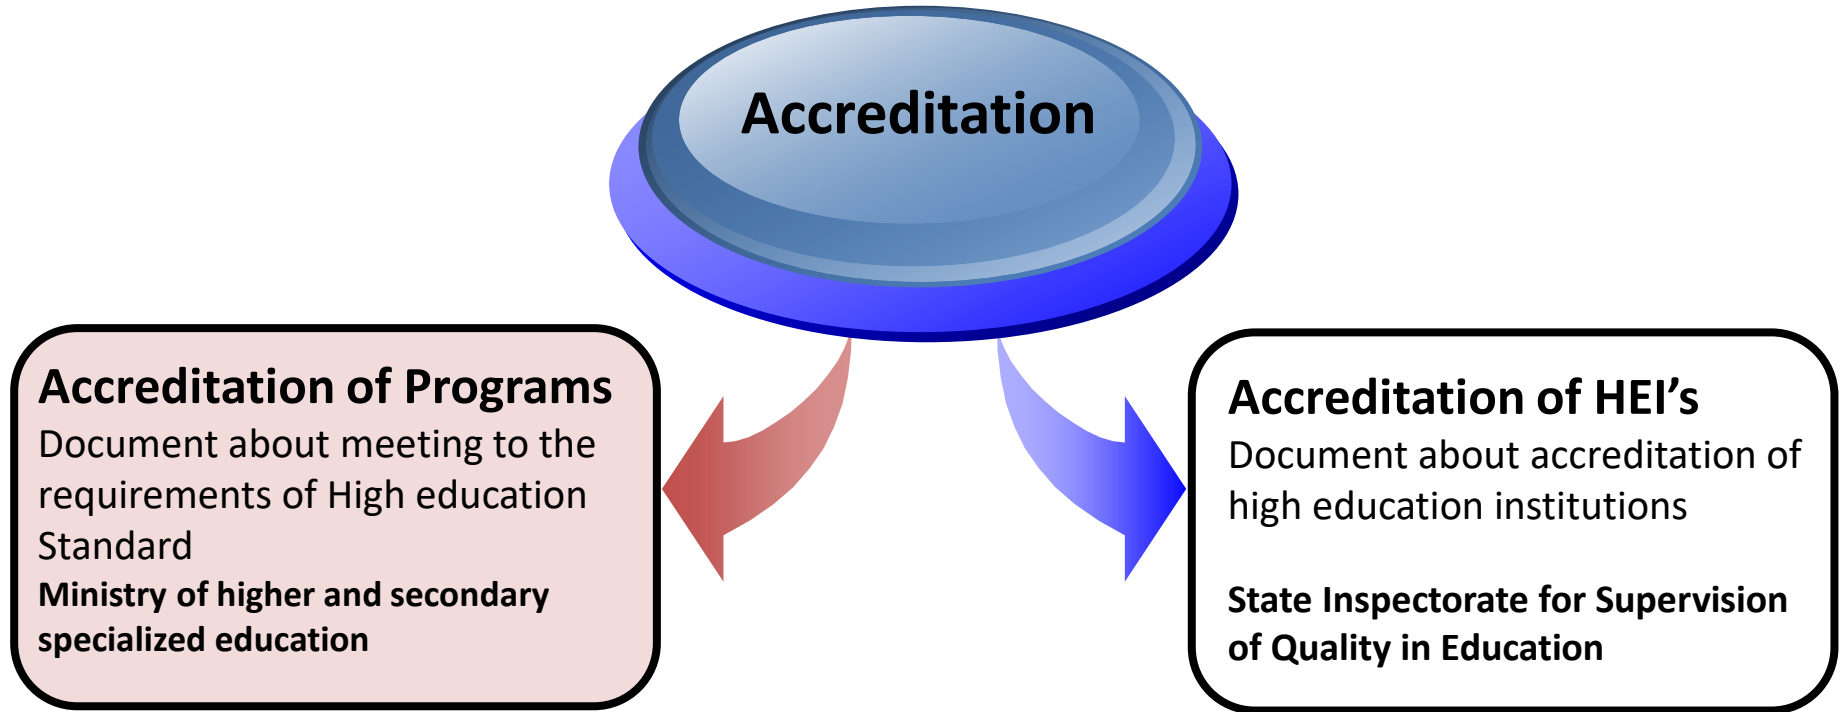 Accreditation
Accreditation of Programs
Document about meeting to the
requirements of High education
Standard
Ministry of higher and secondary
specialized education
Accreditation of HEI’s
Document about accreditation of
high education institutions
State Inspectorate for Supervision
of Quality in Education